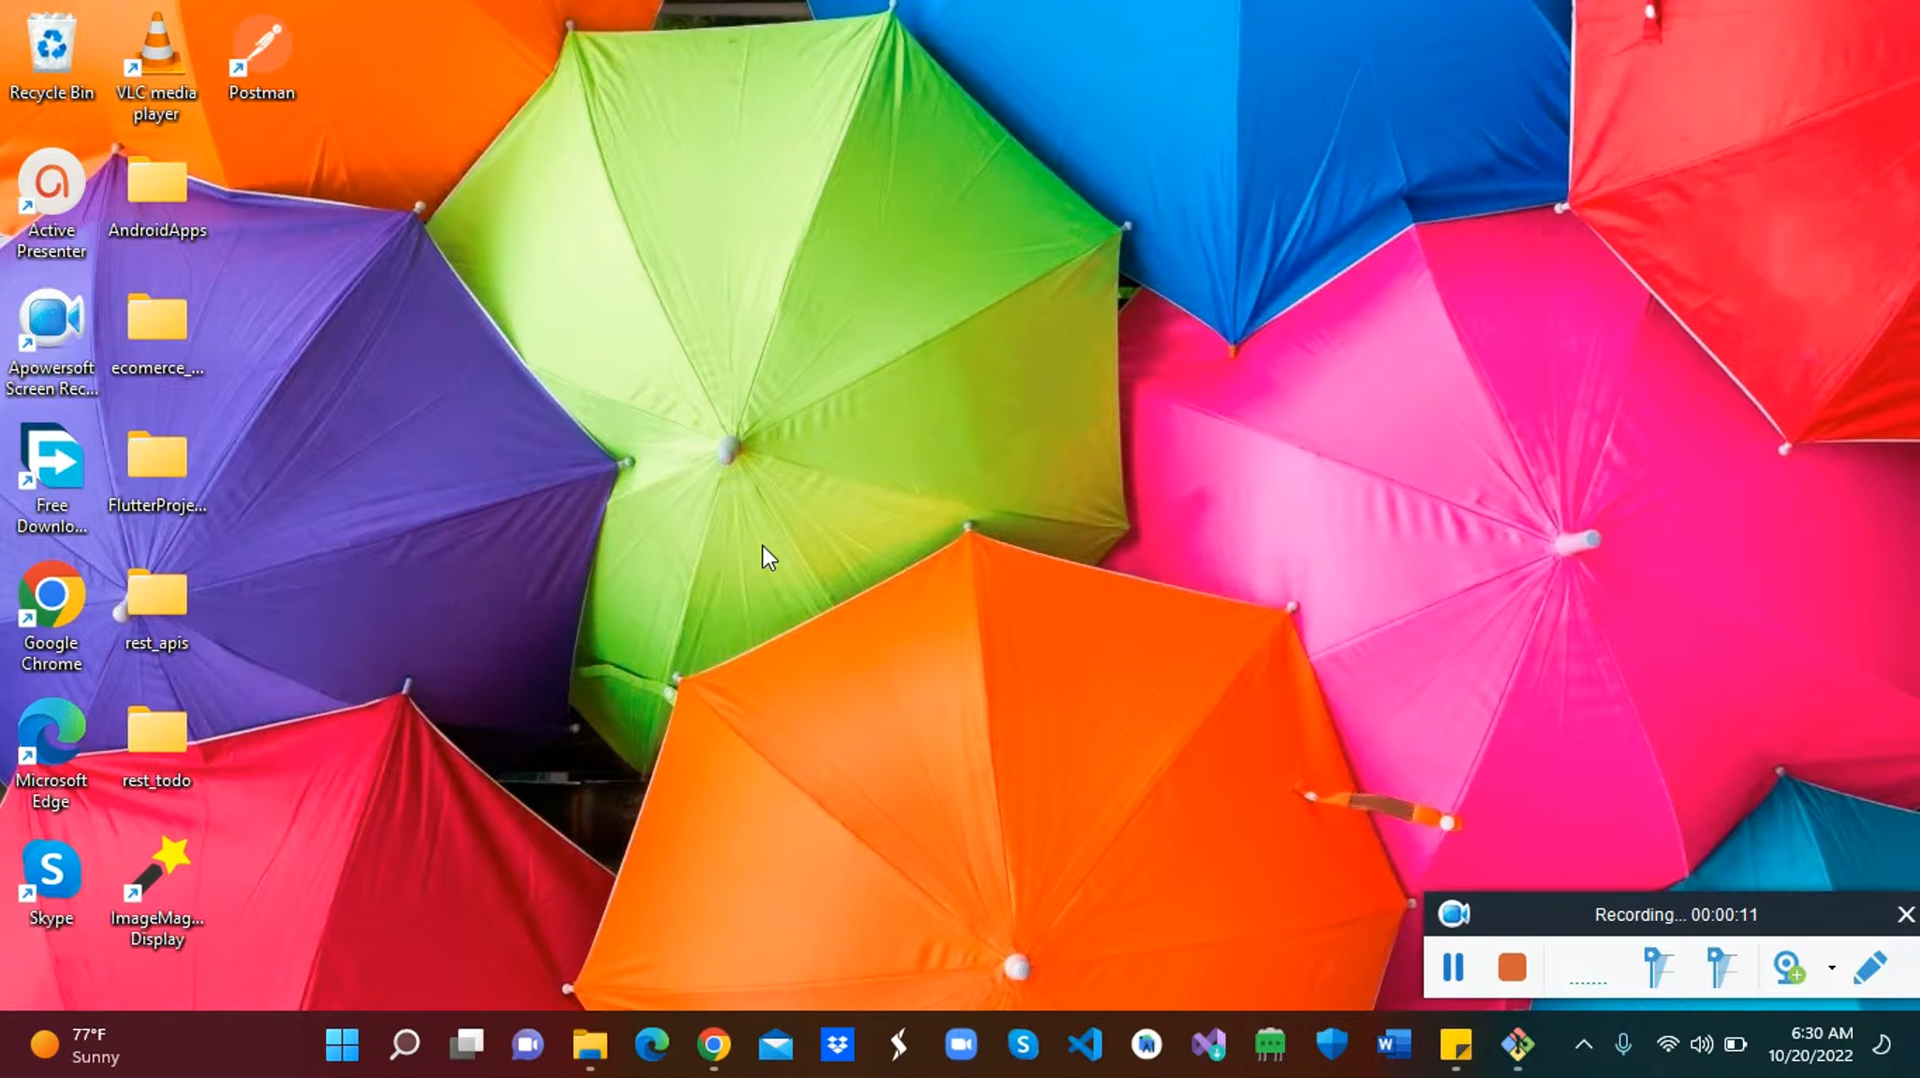 Recycle Bin
VLC media
player
Postman
Active
Presenter
AndroidApps
Apowersoft
Screen Rec...
ecomerce_...
Free
Downlo...
FlutterProje...
Google
Chrome
rest_apis
Microsoft
Edge
rest_todo
Skype
ImageMag...
Display
Recording... 00:00:11
77°F
Sunny
6:30 AM
10/20/2022